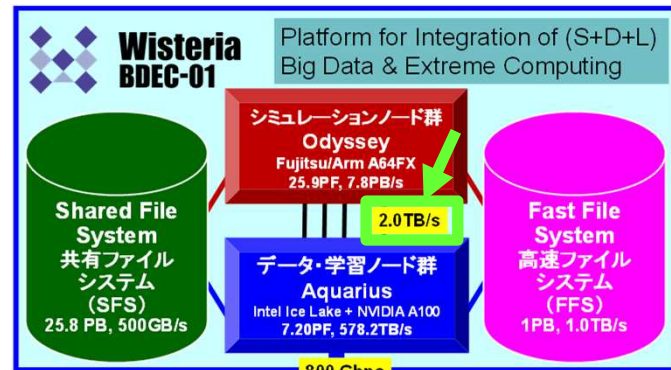 Wisteria
BDEC-01
Platform for Integration of (S+D+L)
Big Data & Extreme Computing
シミュレーションノード群
Odyssey
Fujitsu/Arm A64FX
25.9PF, 7.8PB/s
2.0TB/s
Shared File
System
共有ファイル
システム
(SFS)
25.8 PB, 500GB/s
データ・学習ノード群
Aquarius
Intel Ice Lake + NVIDIA A100
7.20PF, 578.2TB/s
Fast File
System
高速ファイル
システム
(FFS)
1PB, 1.0TB/s
800 Gbps